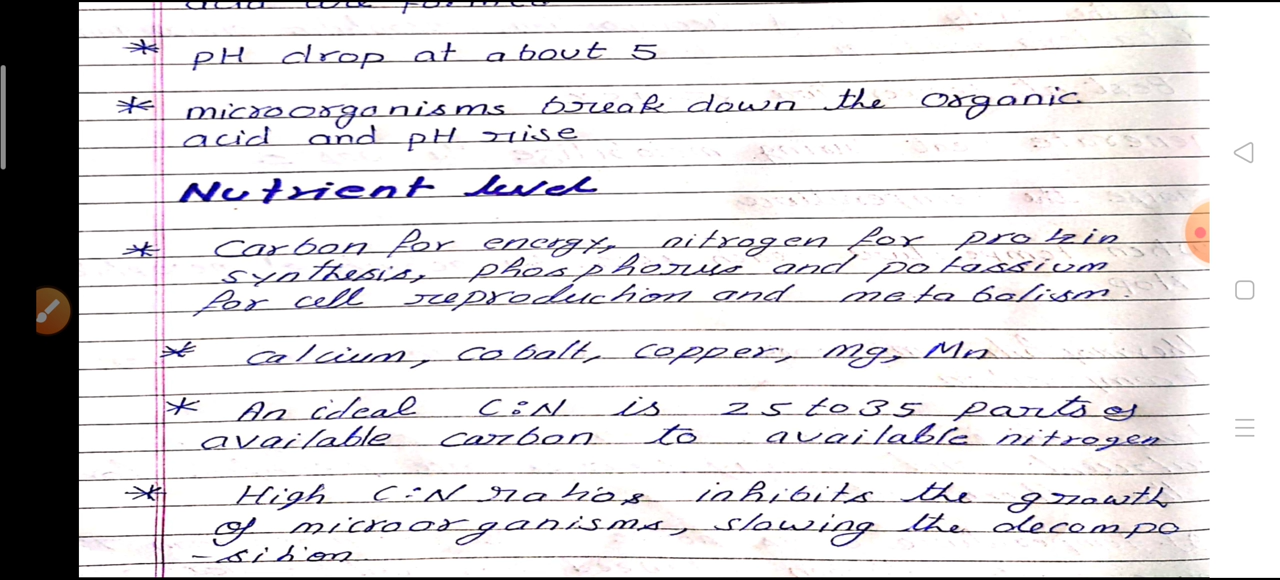 acid are formed
* pH drop at about 5
* microorganisms break down the organic
acid and pH rise
Nutrient level
* Carbon for energy, nitrogen for protein
synthesis, phosphorus and potassium
for cell reproduction and metabolism.
* Calcium, cobalt, copper, mg, Mn
* An ideal C:N is 25 to 35 parts of
available carbon to available nitrogen
* High C:N ratios inhibits the growth
of microorganisms, slowing the decompo
-sition